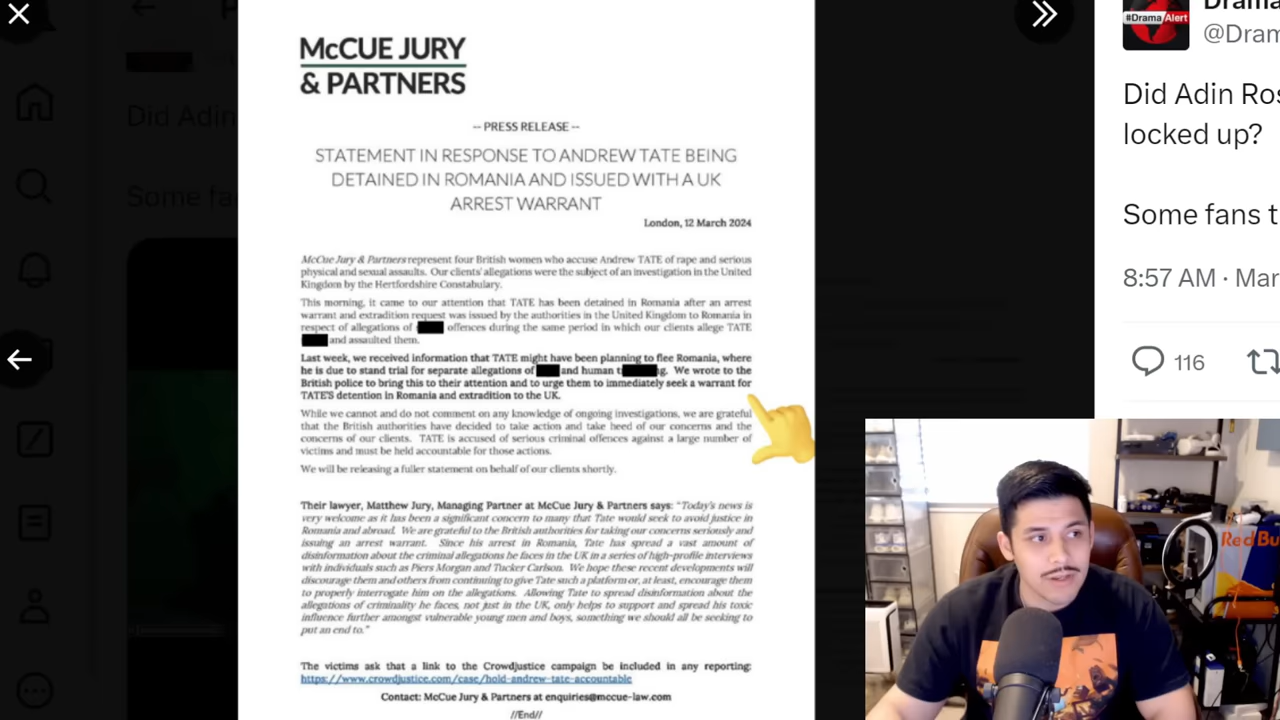 McCUE JURY
& PARTNERS
-- PRESS RELEASE --
STATEMENT IN RESPONSE TO ANDREW TATE BEING
DETAINED IN ROMANIA AND ISSUED WITH A UK
ARREST WARRANT
London, 12 March 2024
McCue Jury & Partners represent four British women who accuse Andrew TATE of rape and serious
physical and sexual assaults. Our clients' allegations were the subject of an investigation in the United
Kingdom by the Hertfordshire Constabulary.
This morning, it came to our attention that TATE has been detained in Romania after an arrest
warrant and extradition request was issued by the authorities in the United Kingdom to Romania in
respect of allegations of offences during the same period in which our clients allege TATE
and assaulted them.
Last week, we received information that TATE might have been planning to flee Romania, where
he is due to stand trial for separate allegations of and human t g. We wrote to the
British police to bring this to their attention and to urge them to immediately seek a warrant for
TATE'S detention in Romania and extradition to the UK.
While we cannot and do not comment on any knowledge of ongoing investigations, we are grateful
that the British authorities have decided to take action and take heed of our concerns and the
concerns of our clients. TATE is accused of serious criminal offences against a large number of
victims and must be held accountable for those actions.
We will be releasing a fuller statement on behalf of our clients shortly.
Their lawyer, Matthew Jury, Managing Partner at McCue Jury & Partners says: "Today's news is
very welcome as it has been a significant concern to many that Tate would seek to avoid justice in
Romania and abroad. We are grateful to the British authorities for taking our concerns seriously and
issuing an arrest warrant. Since his arrest in Romania, Tate has spread a vast amount of
disinformation about the criminal allegations he faces in the UK in a series of high-profile interviews
with individuals such as Piers Morgan and Tucker Carlson. We hope these recent developments will
discourage them and others from continuing to give Tate such a platform or, at least, encourage them
to properly interrogate him on the allegations. Allowing Tate to spread disinformation about the
allegations of criminality he faces, not just in the UK, only helps to support and spread his toxic
influence further amongst vulnerable young men and boys, something we should all be seeking to
put an end to."
The victims ask that a link to the Crowdjustice campaign be included in any reporting:
https://www.crowdjustice.com/case/hold-andrew-tate-accountable
Contact: McCue Jury & Partners at enquiries@mccue-law.com
//End//
Did Adin
Some fa
#DramaAlert
Drama
@Dram
Did Adin Ros
locked up?
Some fans t
8:57 AM · Mar
116
Red Bu